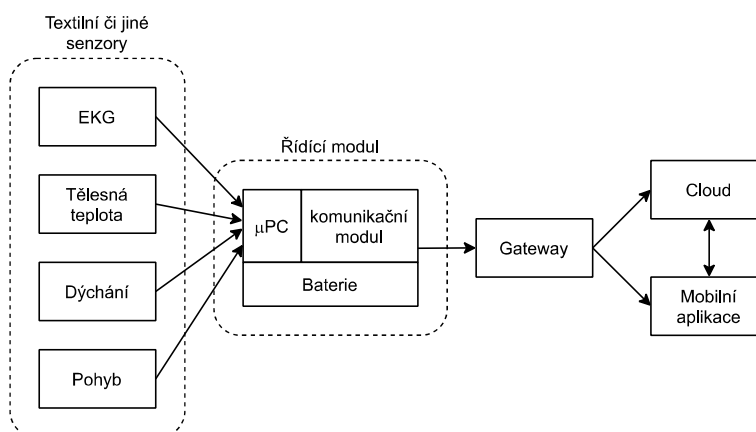 Textilní či jiné
senzory
EKG
Tělesná
teplota
Dýchání
Pohyb
Řídící modul
μPC
komunikační
modul
Baterie
Gateway
Cloud
Mobilní
aplikace